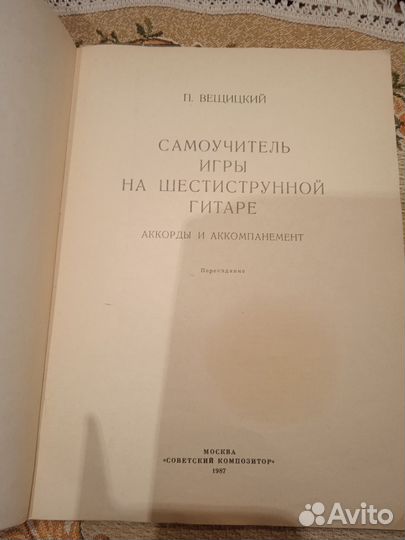 П. ВЕЩИЦКИЙ
САМОУЧИТЕЛЬ
ИГРЫ
НА ШЕСТИСТРУННОЙ
ГИТАРЕ
АККОРДЫ И АККОМПАНЕМЕНТ
Переиздание
МОСКВА
«СОВЕТСКИЙ КОМПОЗИТОР»
1987
Avito